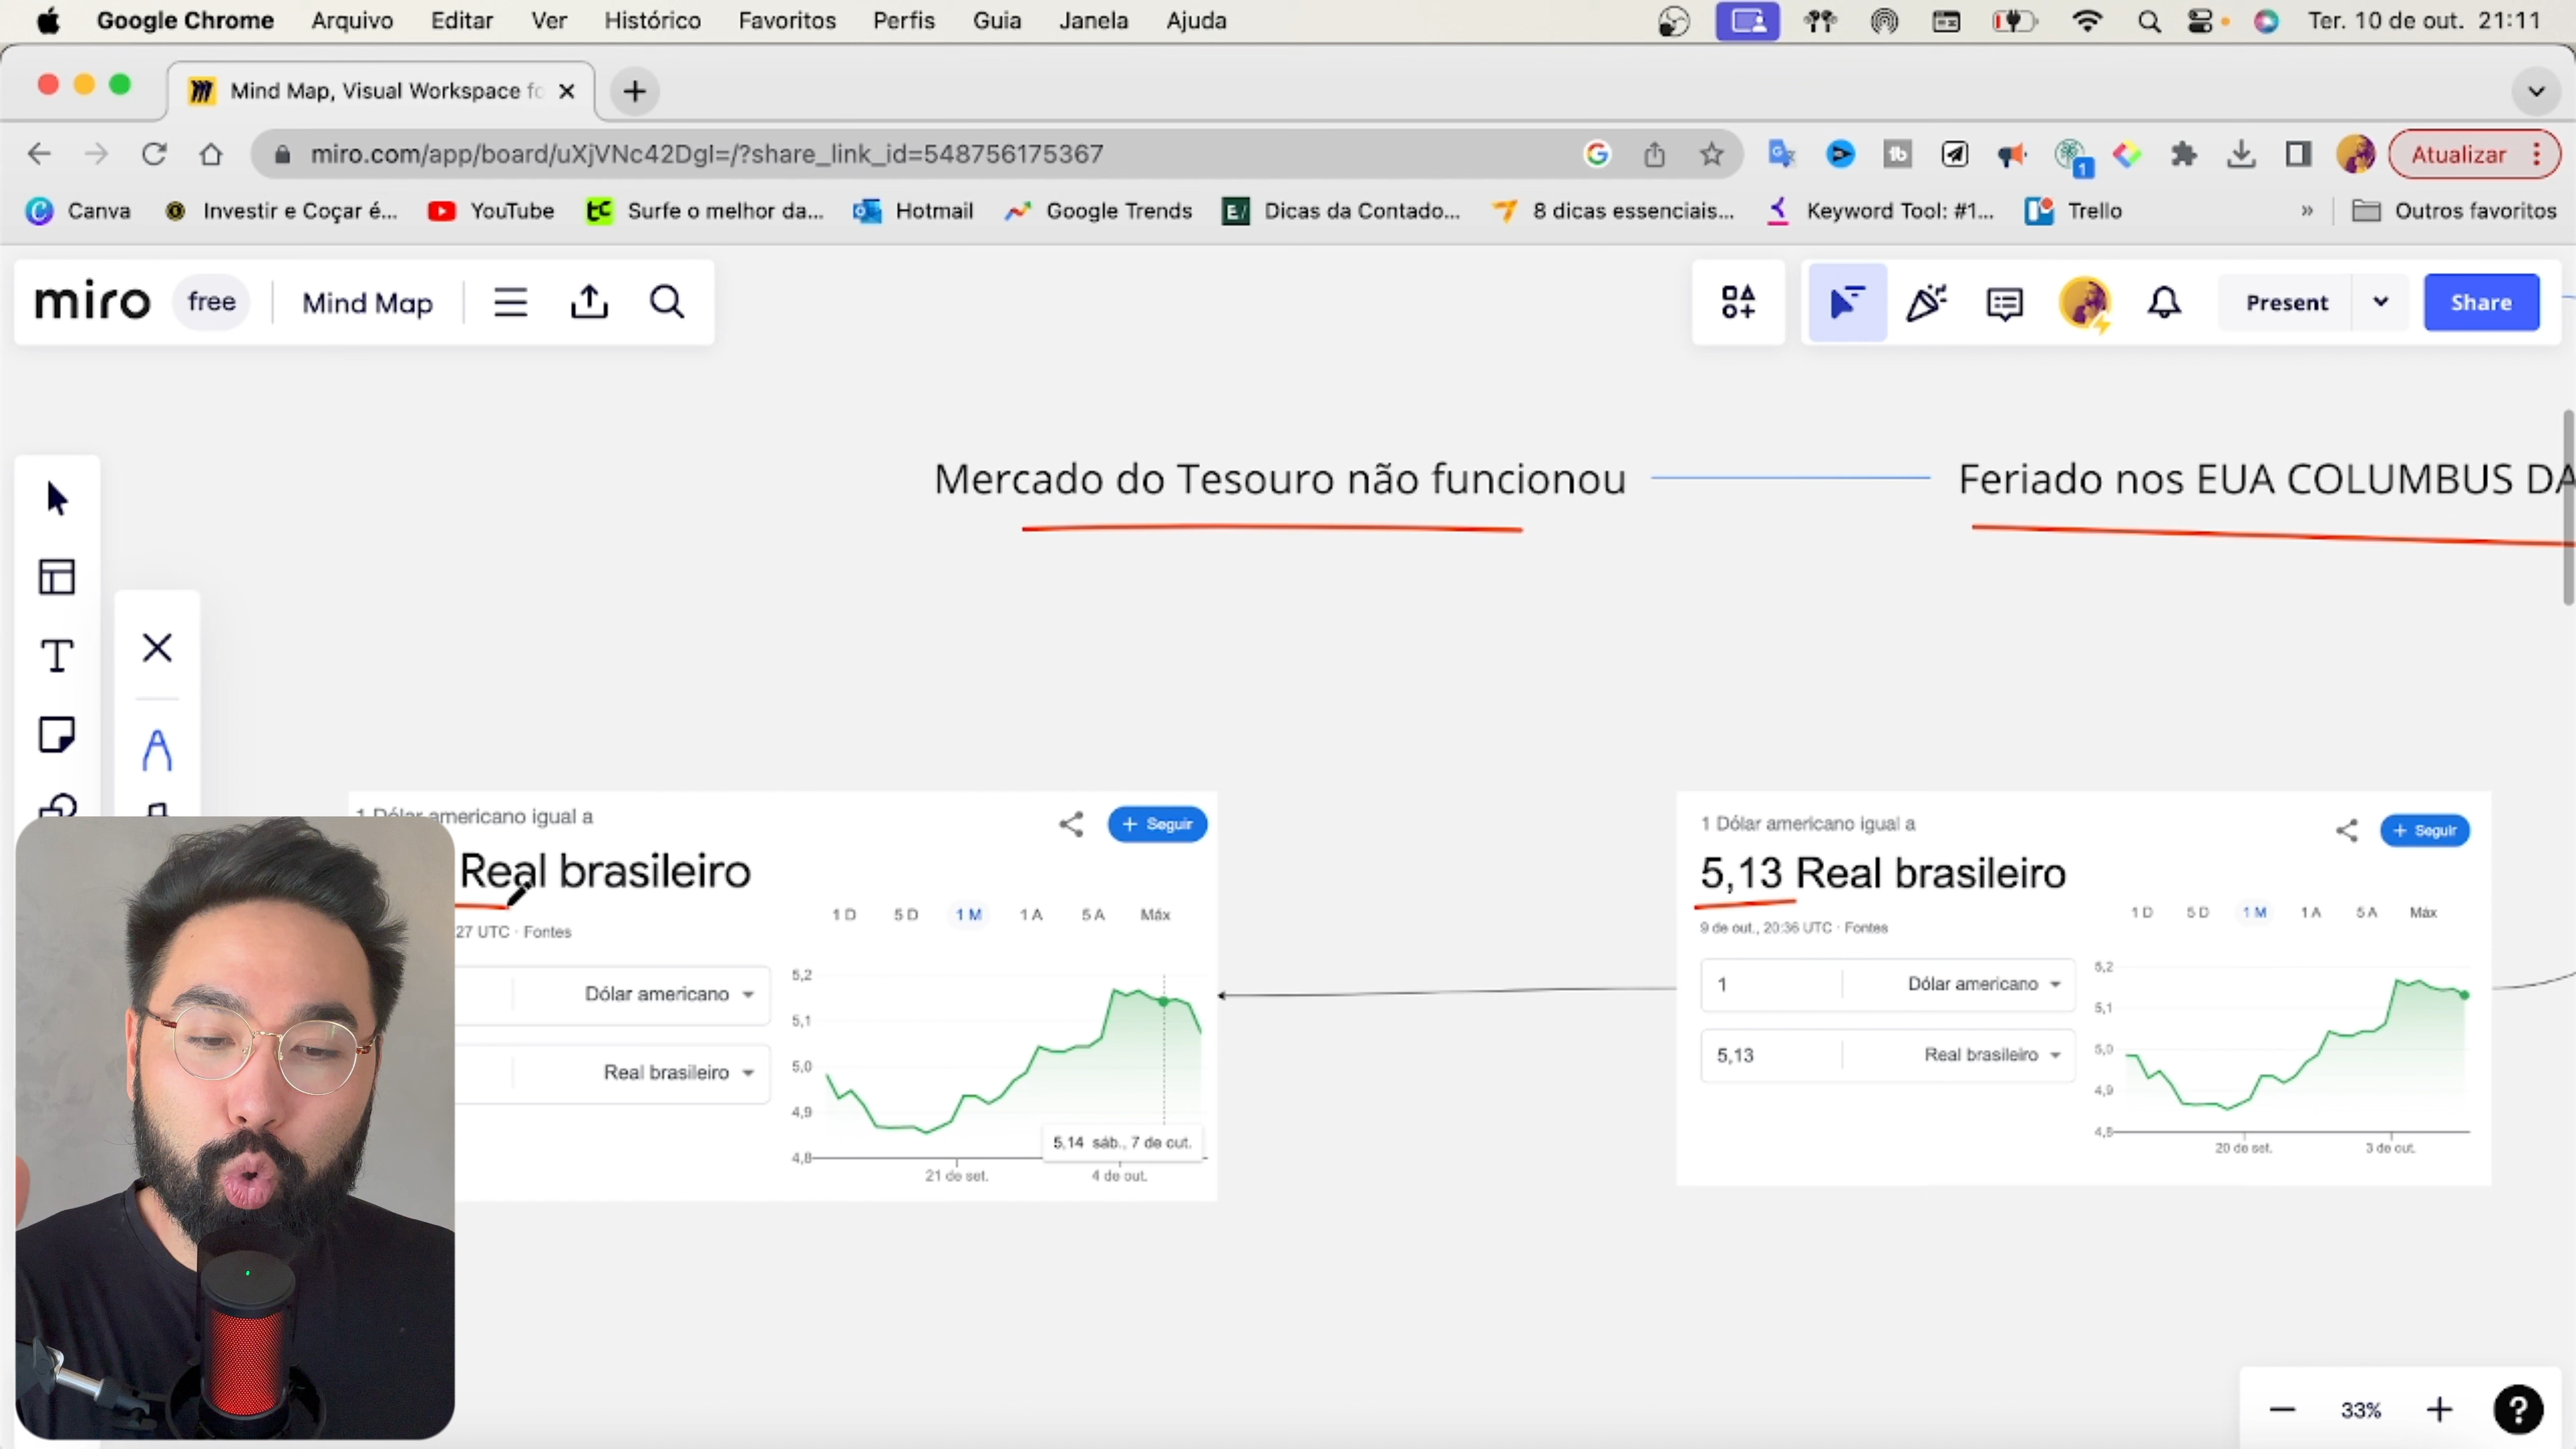 Google Chrome Arquivo Editar Ver Histórico Favoritos Perfis Guia Janela Ajuda Ter. 10 de out. 21:11
Mind Map, Visual Workspace fo
miro.com/app/board/uXjVNc42DgI=/?share_link_id=548756175367
1
Atualizar
Canva Investir e Coçar é... YouTube Surfe o melhor da... Hotmail Google Trends Dicas da Contado... 8 dicas essenciais... Keyword Tool: #1... Trello » Outros favoritos
miro free Mind Map
Present Share
Mercado do Tesouro não funcionou
Feriado nos EUA COLUMBUS DA
1 Dólar americano igual a
+ Seguir
Real brasileiro
1 D 5 D 1 M 1 A 5 A Máx
27 UTC · Fontes
Dólar americano
Real brasileiro
5,2
5,1
5,0
4,9
4,8
5,14 sáb., 7 de out.
21 de set. 4 de out.
1 Dólar americano igual a
+ Seguir
5,13 Real brasileiro
1 D 5 D 1 M 1 A 5 A Máx
9 de out., 20:36 UTC · Fontes
1 Dólar americano
5,13 Real brasileiro
5,2
5,1
5,0
4,9
4,8
20 de set. 3 de out.
33%